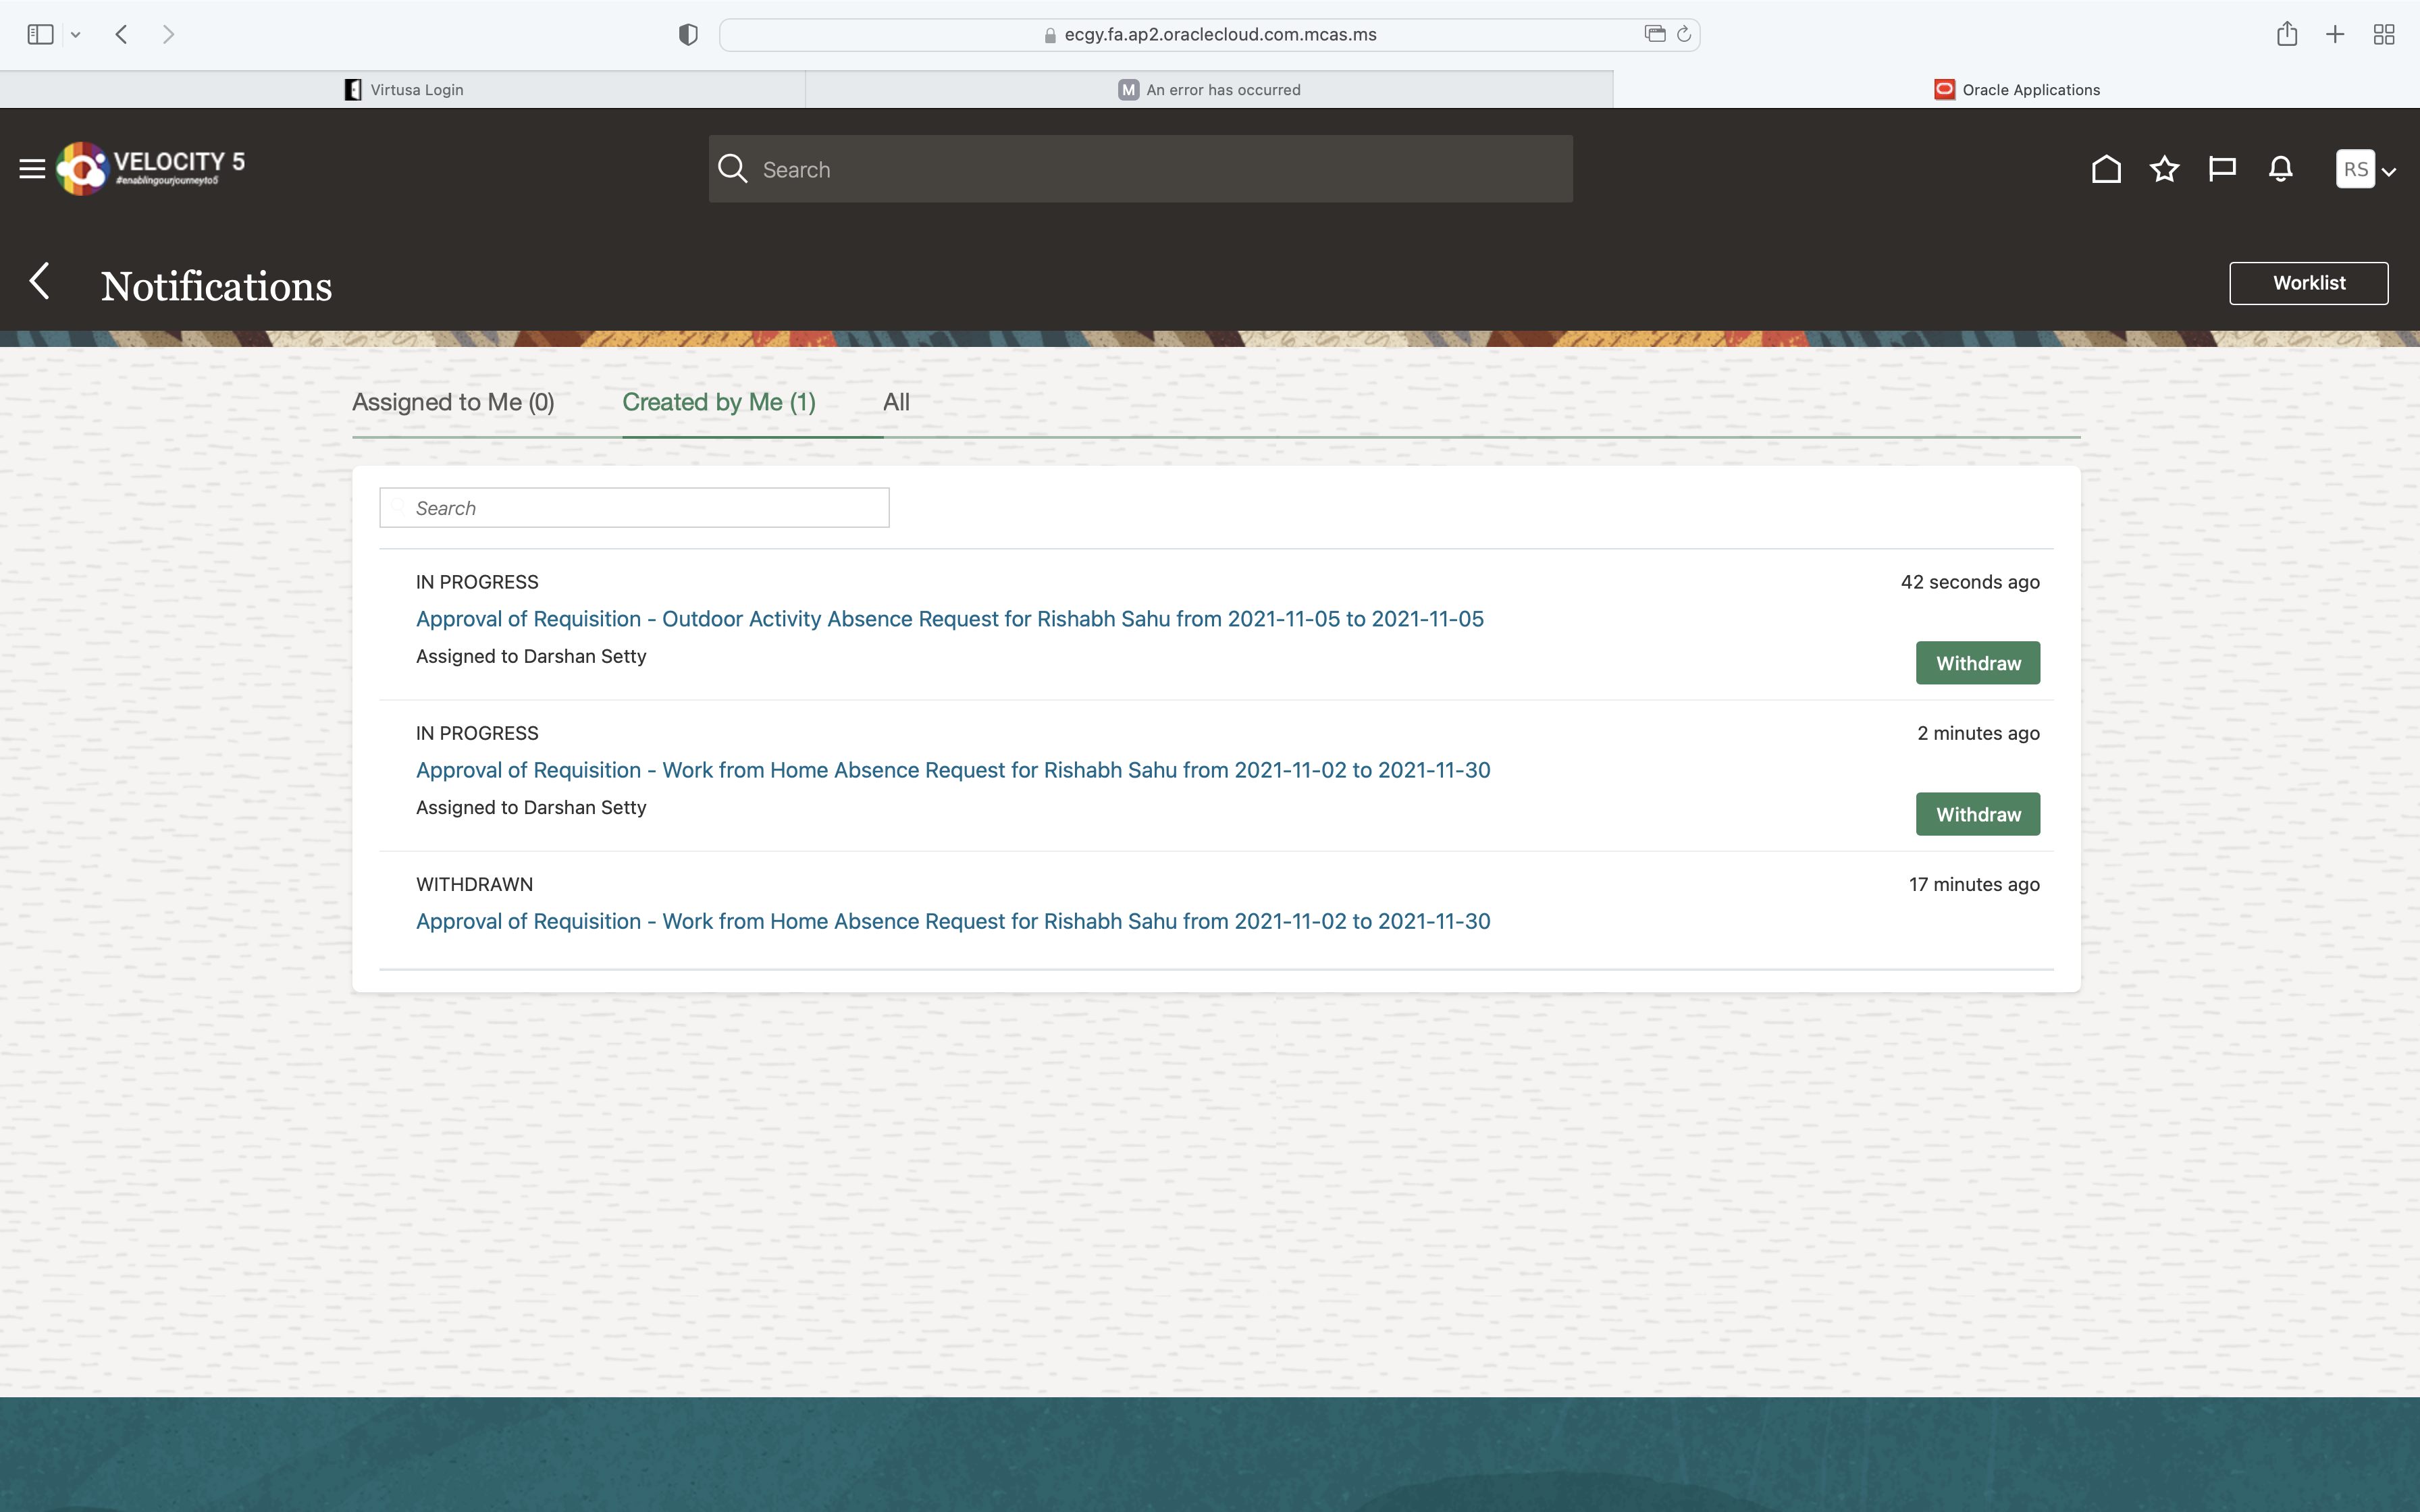 ecgy.fa.ap2.oraclecloud.com.mcas.ms
Virtusa Login
M An error has occurred
Oracle Applications
VELOCITY 5
#enablingourjourneyto5
Search
RS
Notifications
Worklist
Assigned to Me (0)
Created by Me (1)
All
Search
IN PROGRESS
42 seconds ago
Approval of Requisition - Outdoor Activity Absence Request for Rishabh Sahu from 2021-11-05 to 2021-11-05
Assigned to Darshan Setty
Withdraw
IN PROGRESS
2 minutes ago
Approval of Requisition - Work from Home Absence Request for Rishabh Sahu from 2021-11-02 to 2021-11-30
Assigned to Darshan Setty
Withdraw
WITHDRAWN
17 minutes ago
Approval of Requisition - Work from Home Absence Request for Rishabh Sahu from 2021-11-02 to 2021-11-30